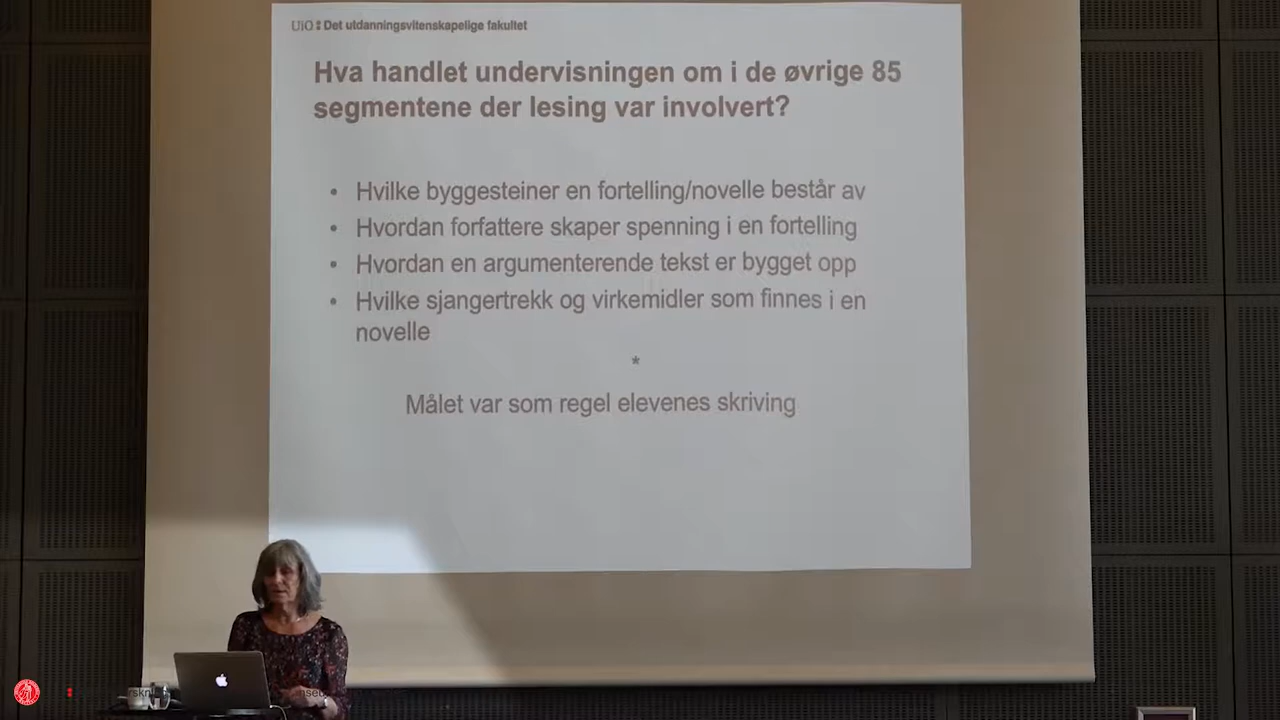 UiO : Det utdanningsvitenskapelige fakultet
Hva handlet undervisningen om i de øvrige 85
segmentene der lesing var involvert?
• Hvilke byggesteiner en fortelling/novelle består av
• Hvordan forfattere skaper spenning i en fortelling
• Hvordan en argumenterende tekst er bygget opp
• Hvilke sjangertrekk og virkemidler som finnes i en
novelle
*
Målet var som regel elevenes skriving